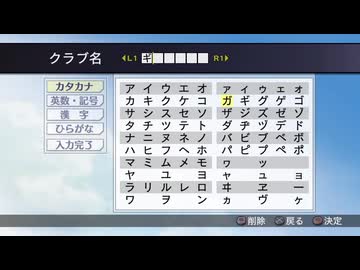 クラブ名
◀L1 ギ R1▶
カタカナ
英数・記号
漢 字
ひらがな
入力完了
ア イ ウ エ オ ァ ィ ゥ ェ ォ
カ キ ク ケ コ ガ ギ グ ゲ ゴ
サ シ ス セ ソ ザ ジ ズ ゼ ゾ
タ チ ツ テ ト ダ ヂ ヅ デ ド
ナ ニ ヌ ネ ノ バ ビ ブ ベ ボ
ハ ヒ フ ヘ ホ パ ピ プ ペ ポ
マ ミ ム メ モ ヮ ッ
ヤ ユ ヨ ャ ュ ョ
ラ リ ル レ ロ ヰ ヱ ー
ワ ヲ ン ヵ ヴ ヶ
削除 戻る 決定